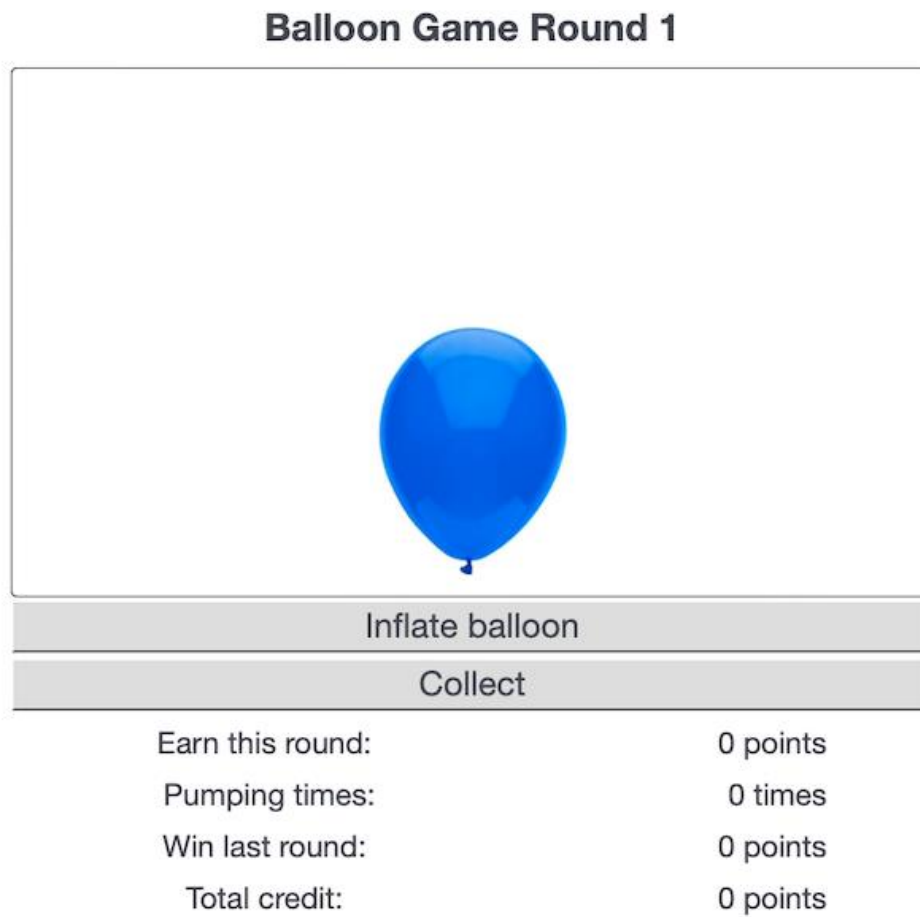 Balloon Game Round 1
Inflate balloon
Collect
Earn this round: 0 points
Pumping times: 0 times
Win last round: 0 points
Total credit: 0 points